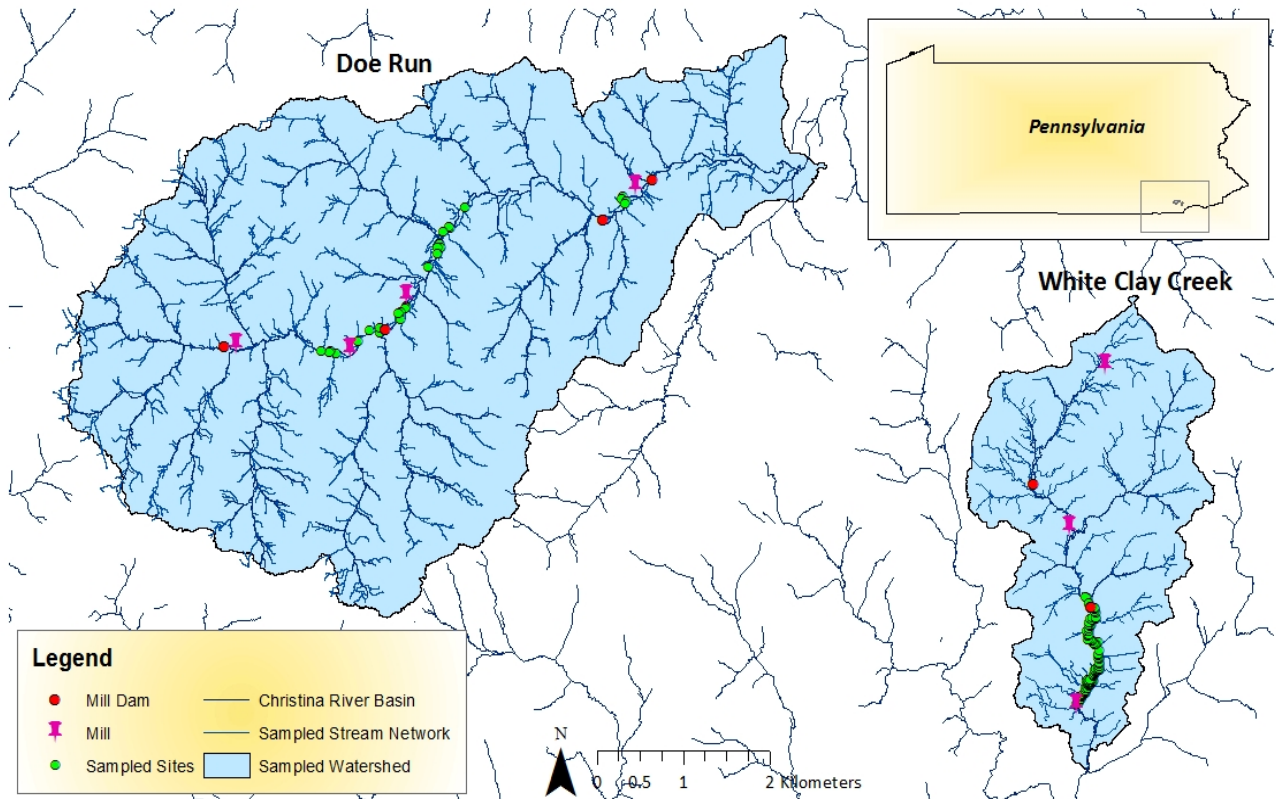 Doe Run
Pennsylvania
White Clay Creek
Legend
Mill Dam
Christina River Basin
Mill
Sampled Stream Network
Sampled Sites
Sampled Watershed
N
0 0.5 1 2 Kilometers